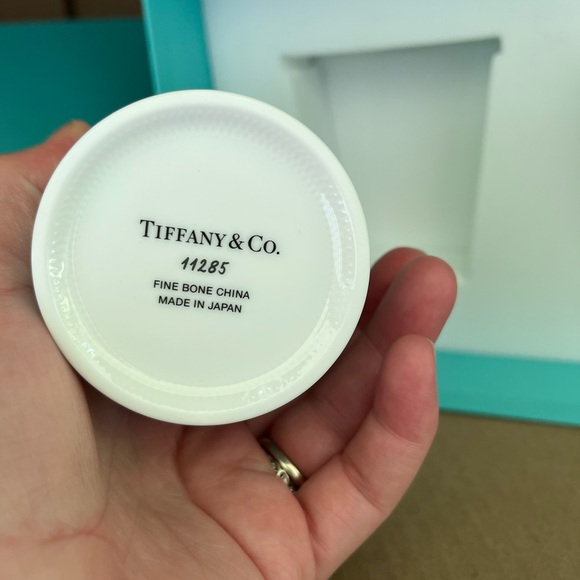 TIFFANY & CO.
11285
FINE BONE CHINA
MADE IN JAPAN